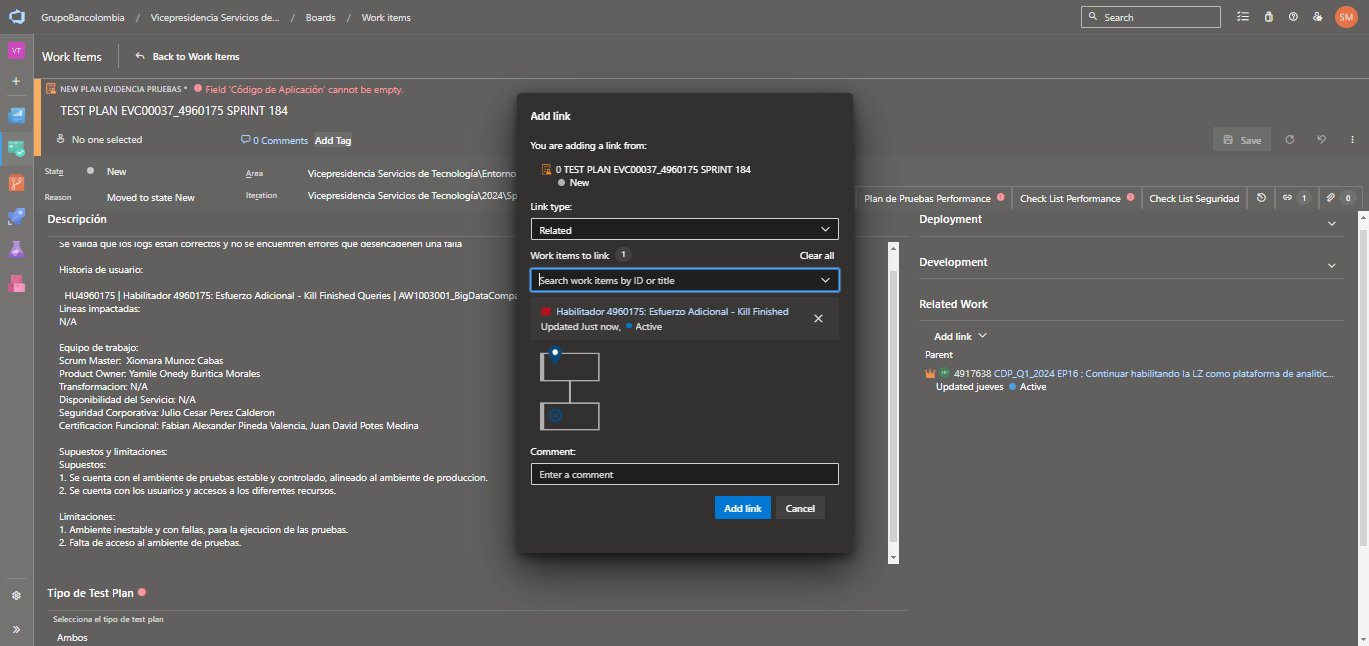 GrupoBancolombia / Vicepresidencia Servicios de... / Boards / Work items
Search
SM
VT
Work Items
Back to Work Items
NEW PLAN EVIDENCIA PRUEBAS * Field 'Código de Aplicación' cannot be empty.
TEST PLAN EVC00037_4960175 SPRINT 184
No one selected
0 Comments
Add Tag
Save
State
New
Area
Vicepresidencia Servicios de Tecnología\Entorno
Reason
Moved to state New
Iteration
Vicepresidencia Servicios de Tecnología\2024\Sp
Plan de Pruebas Performance
Check List Performance
Check List Seguridad
1
0
Descripción
Se valida que los logs estan correctos y no se encuentren errores que desencadenen una falla
Historia de usuario:
HU4960175 | Habilitador 4960175: Esfuerzo Adicional - Kill Finished Queries | AW1003001_BigDataCompa
Lineas impactadas:
N/A
Equipo de trabajo:
Scrum Master: Xiomara Munoz Cabas
Product Owner: Yamile Onedy Buritica Morales
Transformacion: N/A
Disponibilidad del Servicio: N/A
Seguridad Corporativa: Julio Cesar Perez Calderon
Certificacion Funcional: Fabian Alexander Pineda Valencia, Juan David Potes Medina
Supuestos y limitaciones:
Supuestos:
1. Se cuenta con el ambiente de pruebas estable y controlado, alineado al ambiente de produccion.
2. Se cuenta con los usuarios y accesos a los diferentes recursos.
Limitaciones:
1. Ambiente inestable y con fallas, para la ejecucion de las pruebas.
2. Falta de acceso al ambiente de pruebas.
Tipo de Test Plan
Selecciona el tipo de test plan
Ambos
Add link
You are adding a link from:
0 TEST PLAN EVC00037_4960175 SPRINT 184
New
Link type:
Related
Work items to link 1
Clear all
Search work items by ID or title
Habilitador 4960175: Esfuerzo Adicional - Kill Finished
Updated Just now, Active
Comment:
Enter a comment
Add link
Cancel
Deployment
Development
Related Work
Add link
Parent
4917638 CDP_Q1_2024 EP16 : Continuar habilitando la LZ como plataforma de analitic...
Updated jueves Active